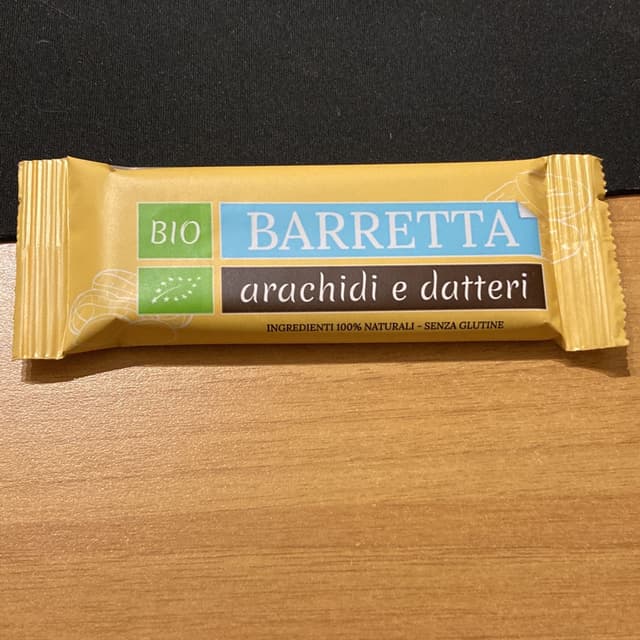 BIO
BARRETTA
arachidi e datteri
INGREDIENTI 100% NATURALI - SENZA GLUTINE